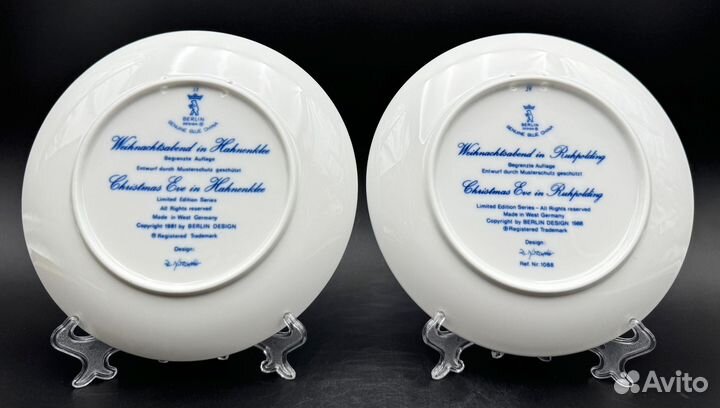 BERLIN
DESIGN ®
GENUINE BLUE CHINA
Weihnachtsabend in Hahnenklee
Begrenzte Auflage
Entwurf durch Musterschutz geschützt
Christmas Eve in Hahnenklee
Limited Edition Series
All Rights reserved
Made in West Germany
Copyright 1981 by BERLIN DESIGN
® Registered Trademark
Design:
BERLIN
DESIGN ®
GENUINE BLUE CHINA
Weihnachtsabend in Ruhpolding
Begrenzte Auflage
Entwurf durch Musterschutz geschützt
Christmas Eve in Ruhpolding
Limited Edition Series - All Rights reserved
Made in West Germany
Copyright by BERLIN DESIGN 1988
® Registered Trademark
Design:
Ref. Nr. 1088
Avito